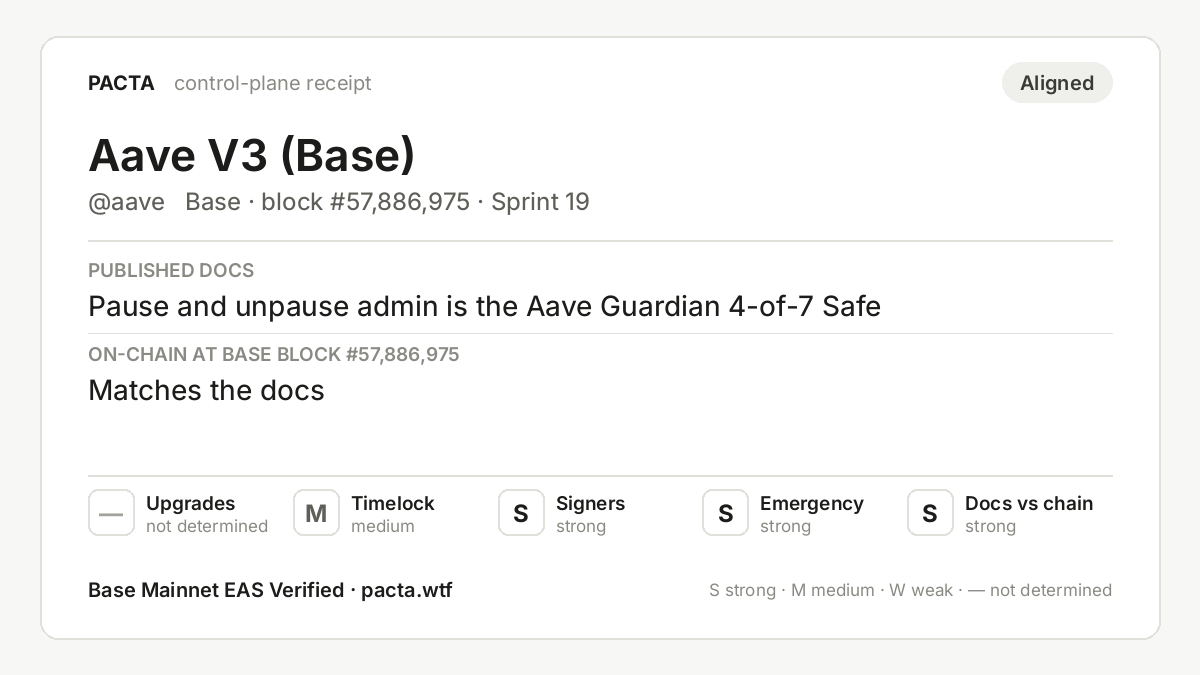 PACTA control-plane receipt Aligned
Aave V3 (Base)
@aave Base · block #57,886,975 · Sprint 19
PUBLISHED DOCS
Pause and unpause admin is the Aave Guardian 4-of-7 Safe
ON-CHAIN AT BASE BLOCK #57,886,975
Matches the docs
— Upgrades M Timelock S Signers S Emergency S Docs vs chain
not determined medium strong strong strong
Base Mainnet EAS Verified · pacta.wtf S strong · M medium · W weak · — not determined